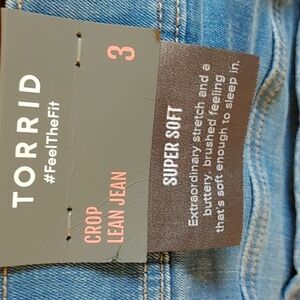 TORRID
#FeelTheFit
CROP
LEAN JEAN
3
SUPER SOFT
Extraordinary stretch and a
buttery, brushed feeling
that's soft enough to sleep in.